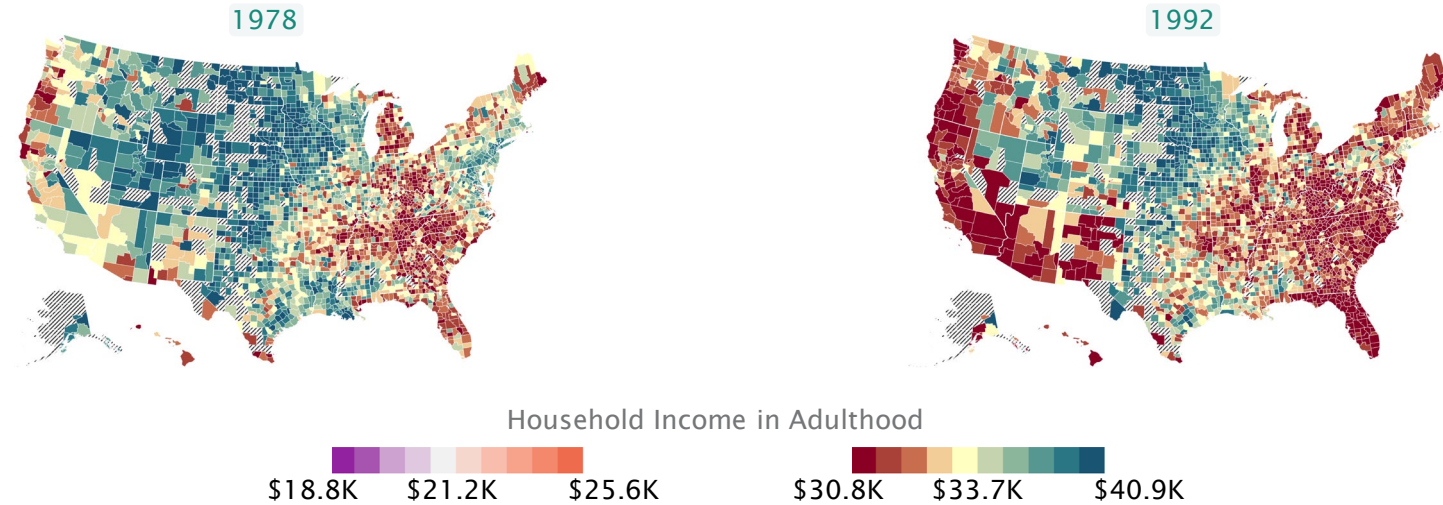 1978
1992
Household Income in Adulthood
$18.8K $21.2K $25.6K $30.8K $33.7K $40.9K